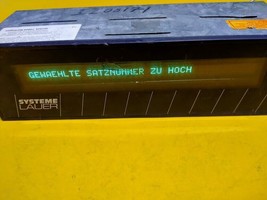 GEWAEHLTE SATZNUMMER ZU HOCH
SYSTEME
LAUER